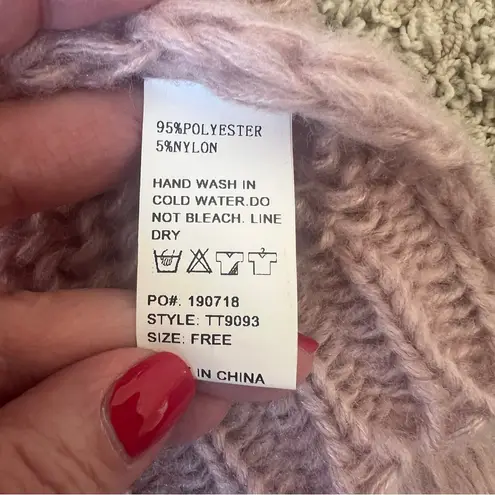 95%POLYESTER
5%NYLON
HAND WASH IN
COLD WATER.DO
NOT BLEACH. LINE
DRY
PO#. 190718
STYLE: TT9093
SIZE: FREE
IN CHINA